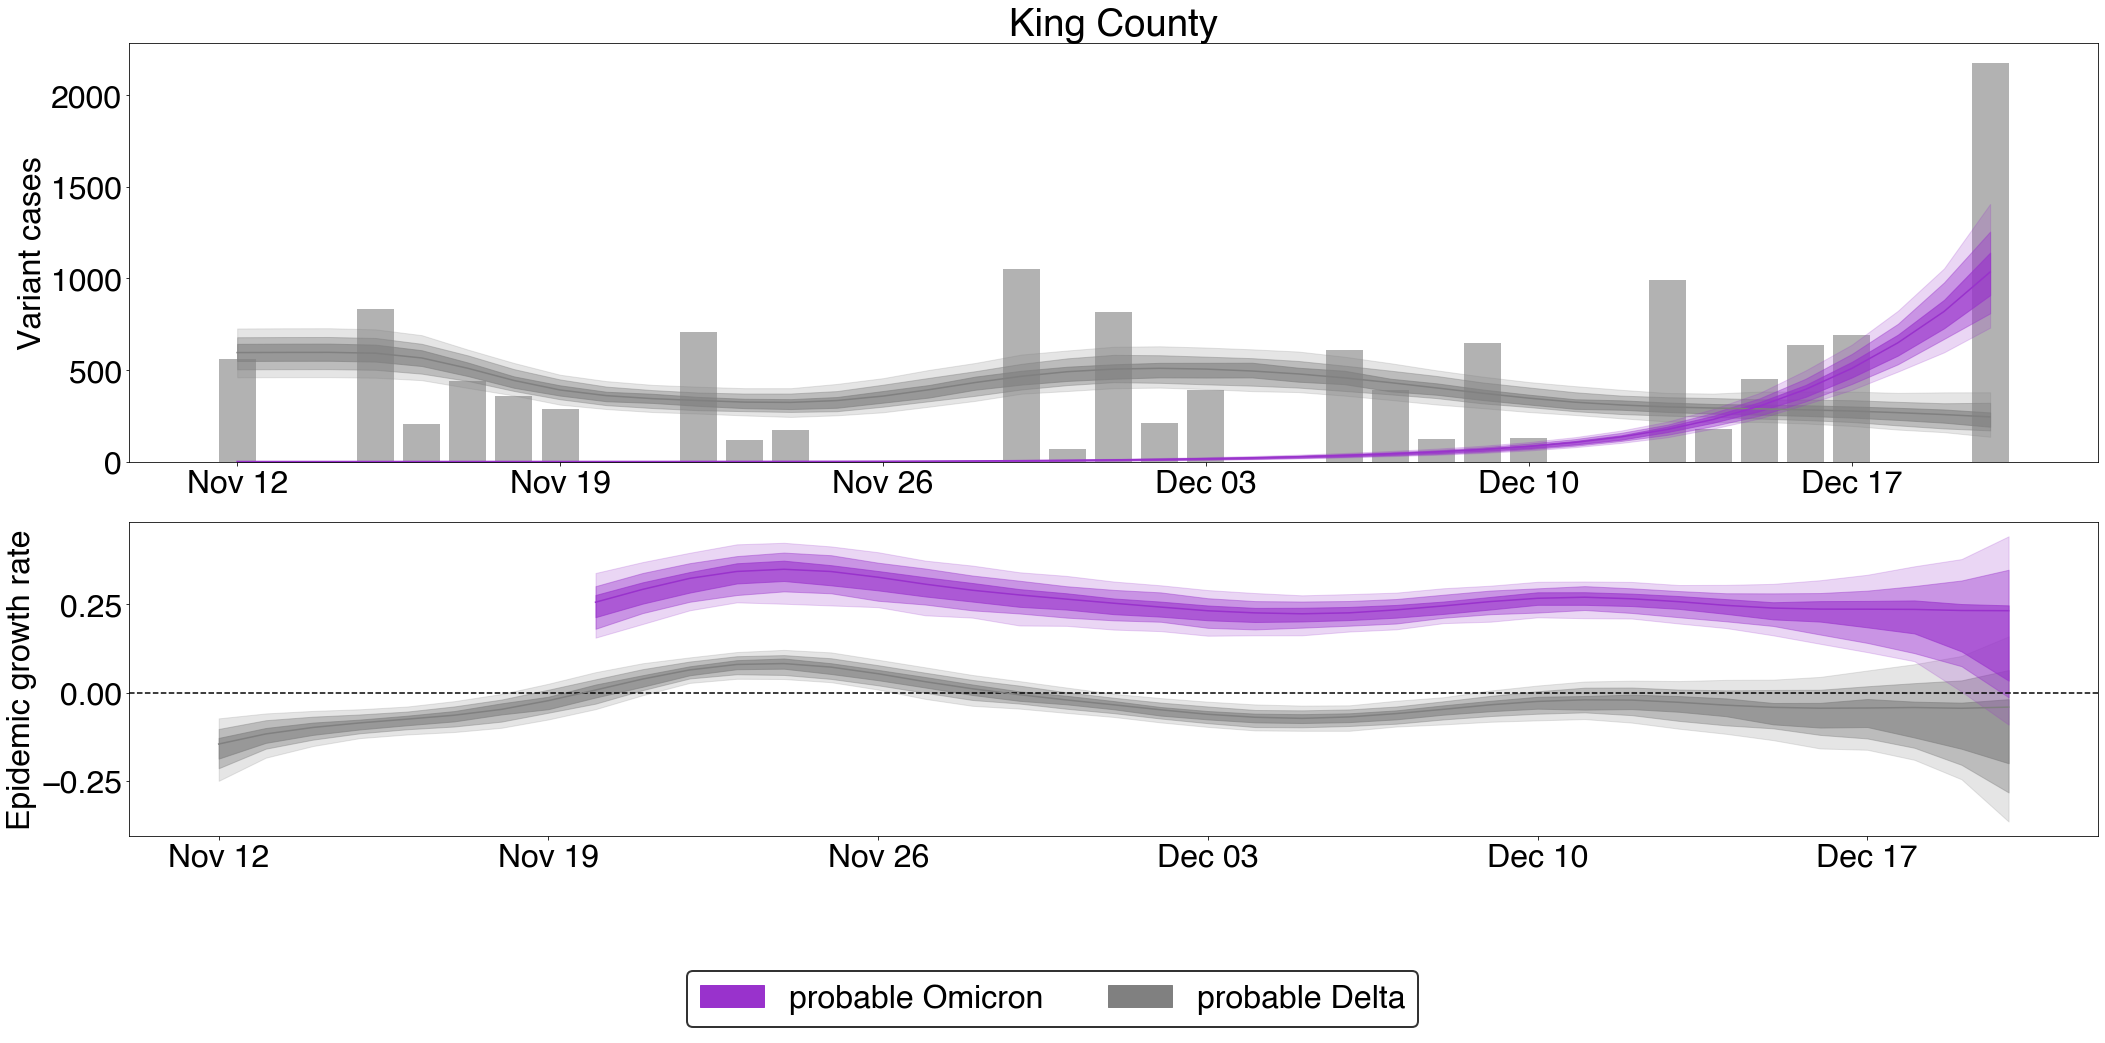 King County
Variant cases
2000
1500
1000
500
0
Nov 12 Nov 19 Nov 26 Dec 03 Dec 10 Dec 17
Epidemic growth rate
0.25
0.00
−0.25
Nov 12 Nov 19 Nov 26 Dec 03 Dec 10 Dec 17
probable Omicron probable Delta